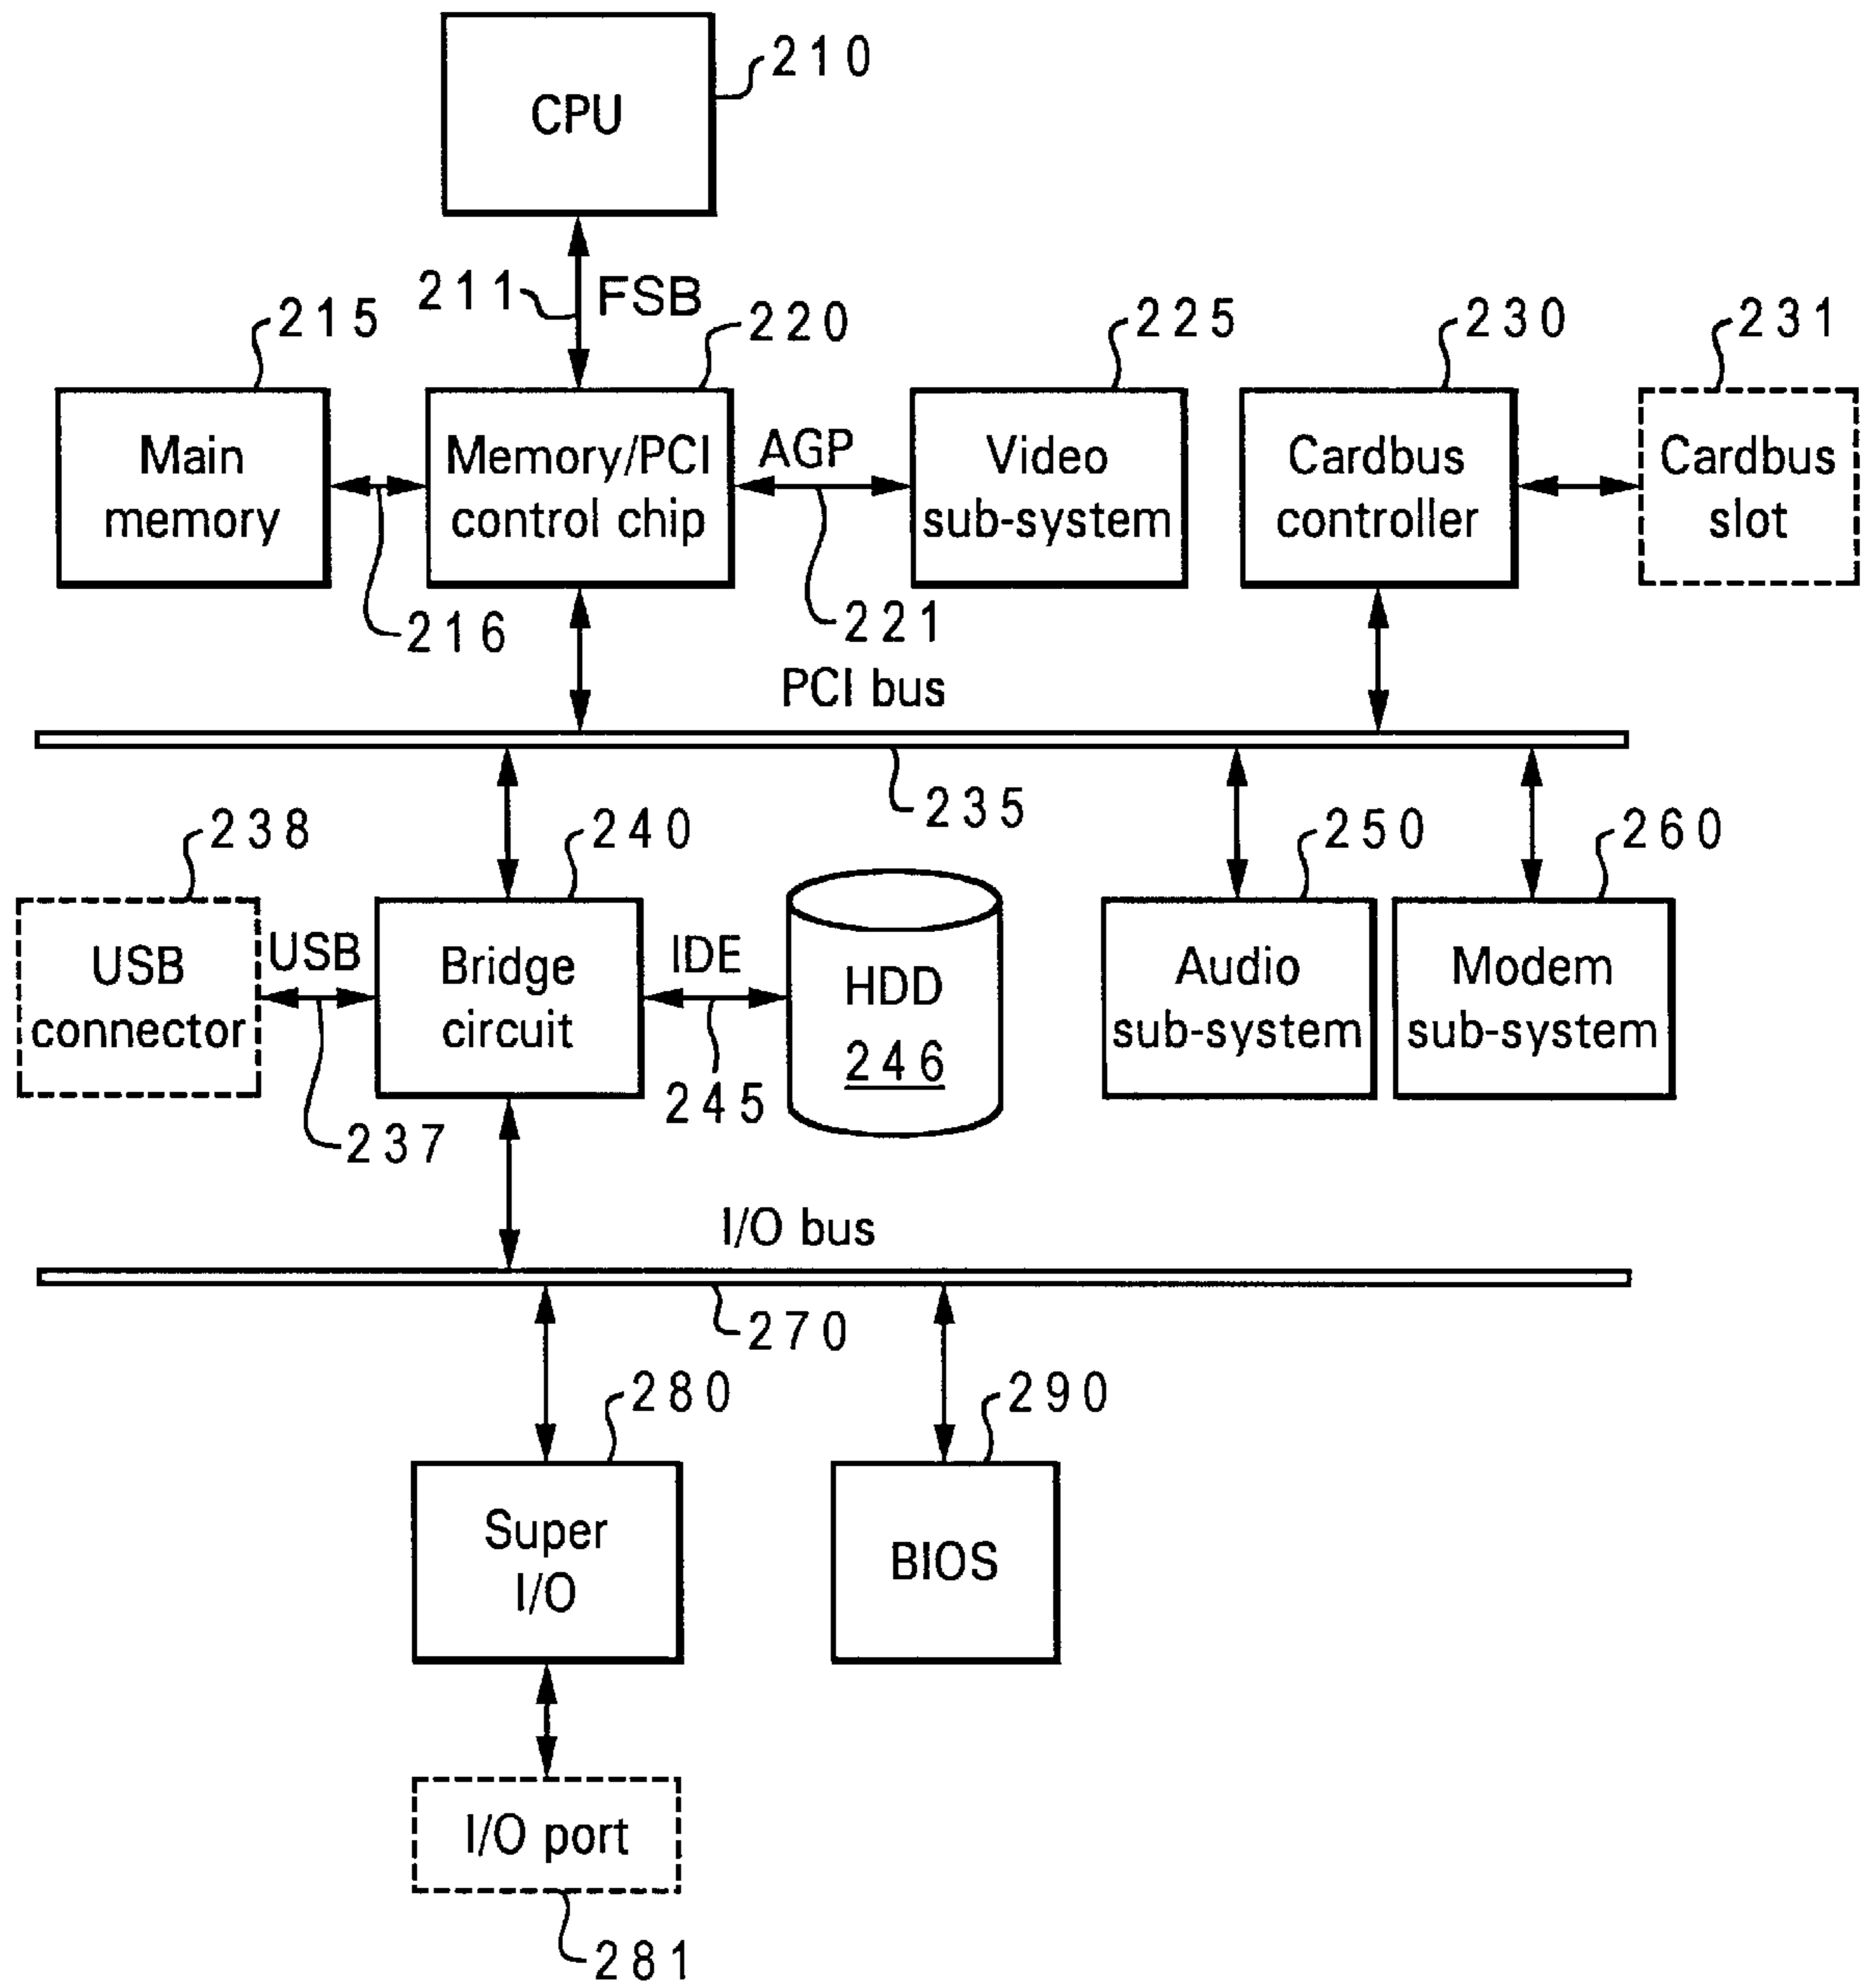 CPU
210
211
FSB
215
220
225
230
231
Main
memory
Memory/PCI
control chip
AGP
Video
sub-system
Cardbus
controller
Cardbus
slot
216
221
PCI bus
235
238
240
250
260
USB
connector
USB
Bridge
circuit
IDE
HDD
246
Audio
sub-system
Modem
sub-system
237
245
I/O bus
270
280
290
Super
I/O
BIOS
I/O port
281